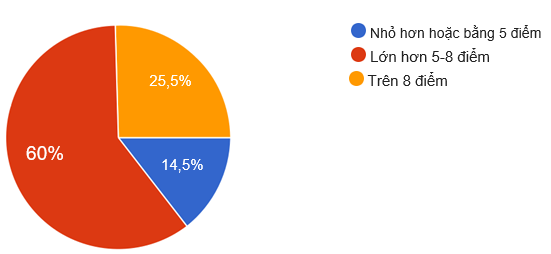 25,5%
60%
14,5%
Nhỏ hơn hoặc bằng 5 điểm
Lớn hơn 5-8 điểm
Trên 8 điểm